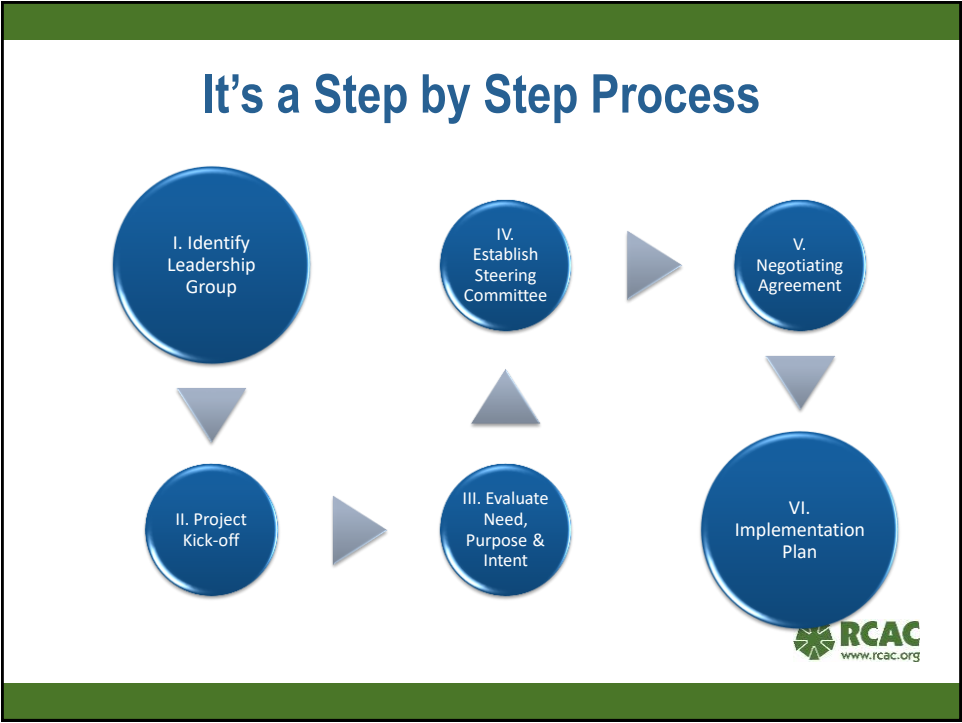 It’s a Step by Step Process
I. Identify
Leadership
Group
II. Project
Kick-off
III. Evaluate
Need,
Purpose &
Intent
IV.
Establish
Steering
Committee
V.
Negotiating
Agreement
VI.
Implementation
Plan
RCAC
www.rcac.org